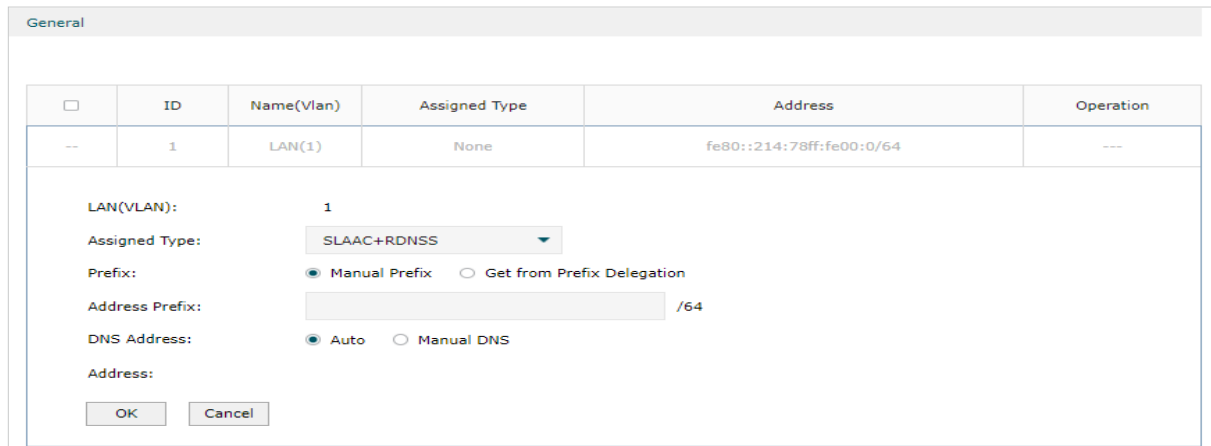 General
ID Name(Vlan) Assigned Type Address Operation
-- 1 LAN(1) None fe80::214:78ff:fe00:0/64 ---
LAN(VLAN): 1
Assigned Type: SLAAC+RDNSS
Prefix: Manual Prefix Get from Prefix Delegation
Address Prefix: /64
DNS Address: Auto Manual DNS
Address:
OK Cancel